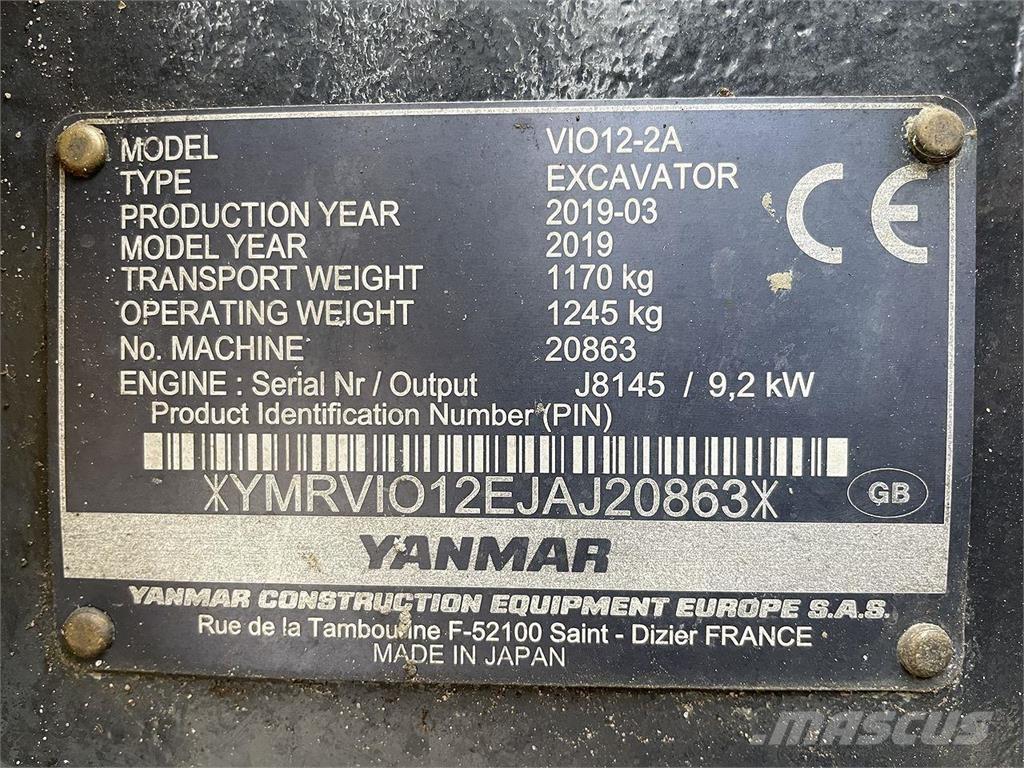 MODEL VIO12-2A
TYPE EXCAVATOR
PRODUCTION YEAR 2019-03
MODEL YEAR 2019
TRANSPORT WEIGHT 1170 kg
OPERATING WEIGHT 1245 kg
No. MACHINE 20863
ENGINE : Serial Nr / Output J8145 / 9,2 kW
CE
Product Identification Number (PIN)
*YMRVIO12EJAJ20863*
GB
YANMAR
YANMAR CONSTRUCTION EQUIPMENT EUROPE S.A.S.
Rue de la Tambourine F-52100 Saint - Dizier FRANCE
MADE IN JAPAN
MASCUS